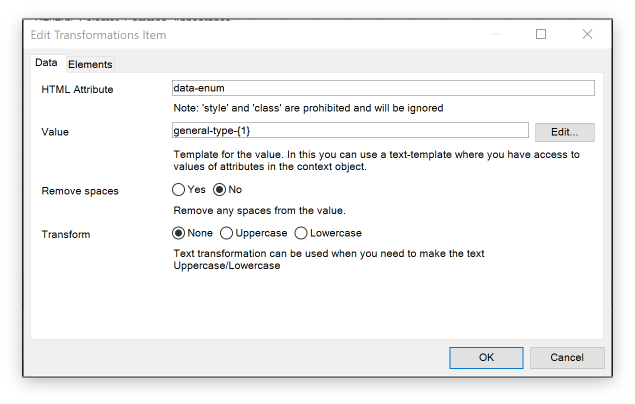 Edit Transformations Item
Data Elements
HTML Attribute data-enum
Note: 'style' and 'class' are prohibited and will be ignored
Value general-type-{1} Edit...
Template for the value. In this you can use a text-template where you have access to
values of attributes in the context object.
Remove spaces Yes No
Remove any spaces from the value.
Transform None Uppercase Lowercase
Text transformation can be used when you need to make the text
Uppercase/Lowercase
OK Cancel